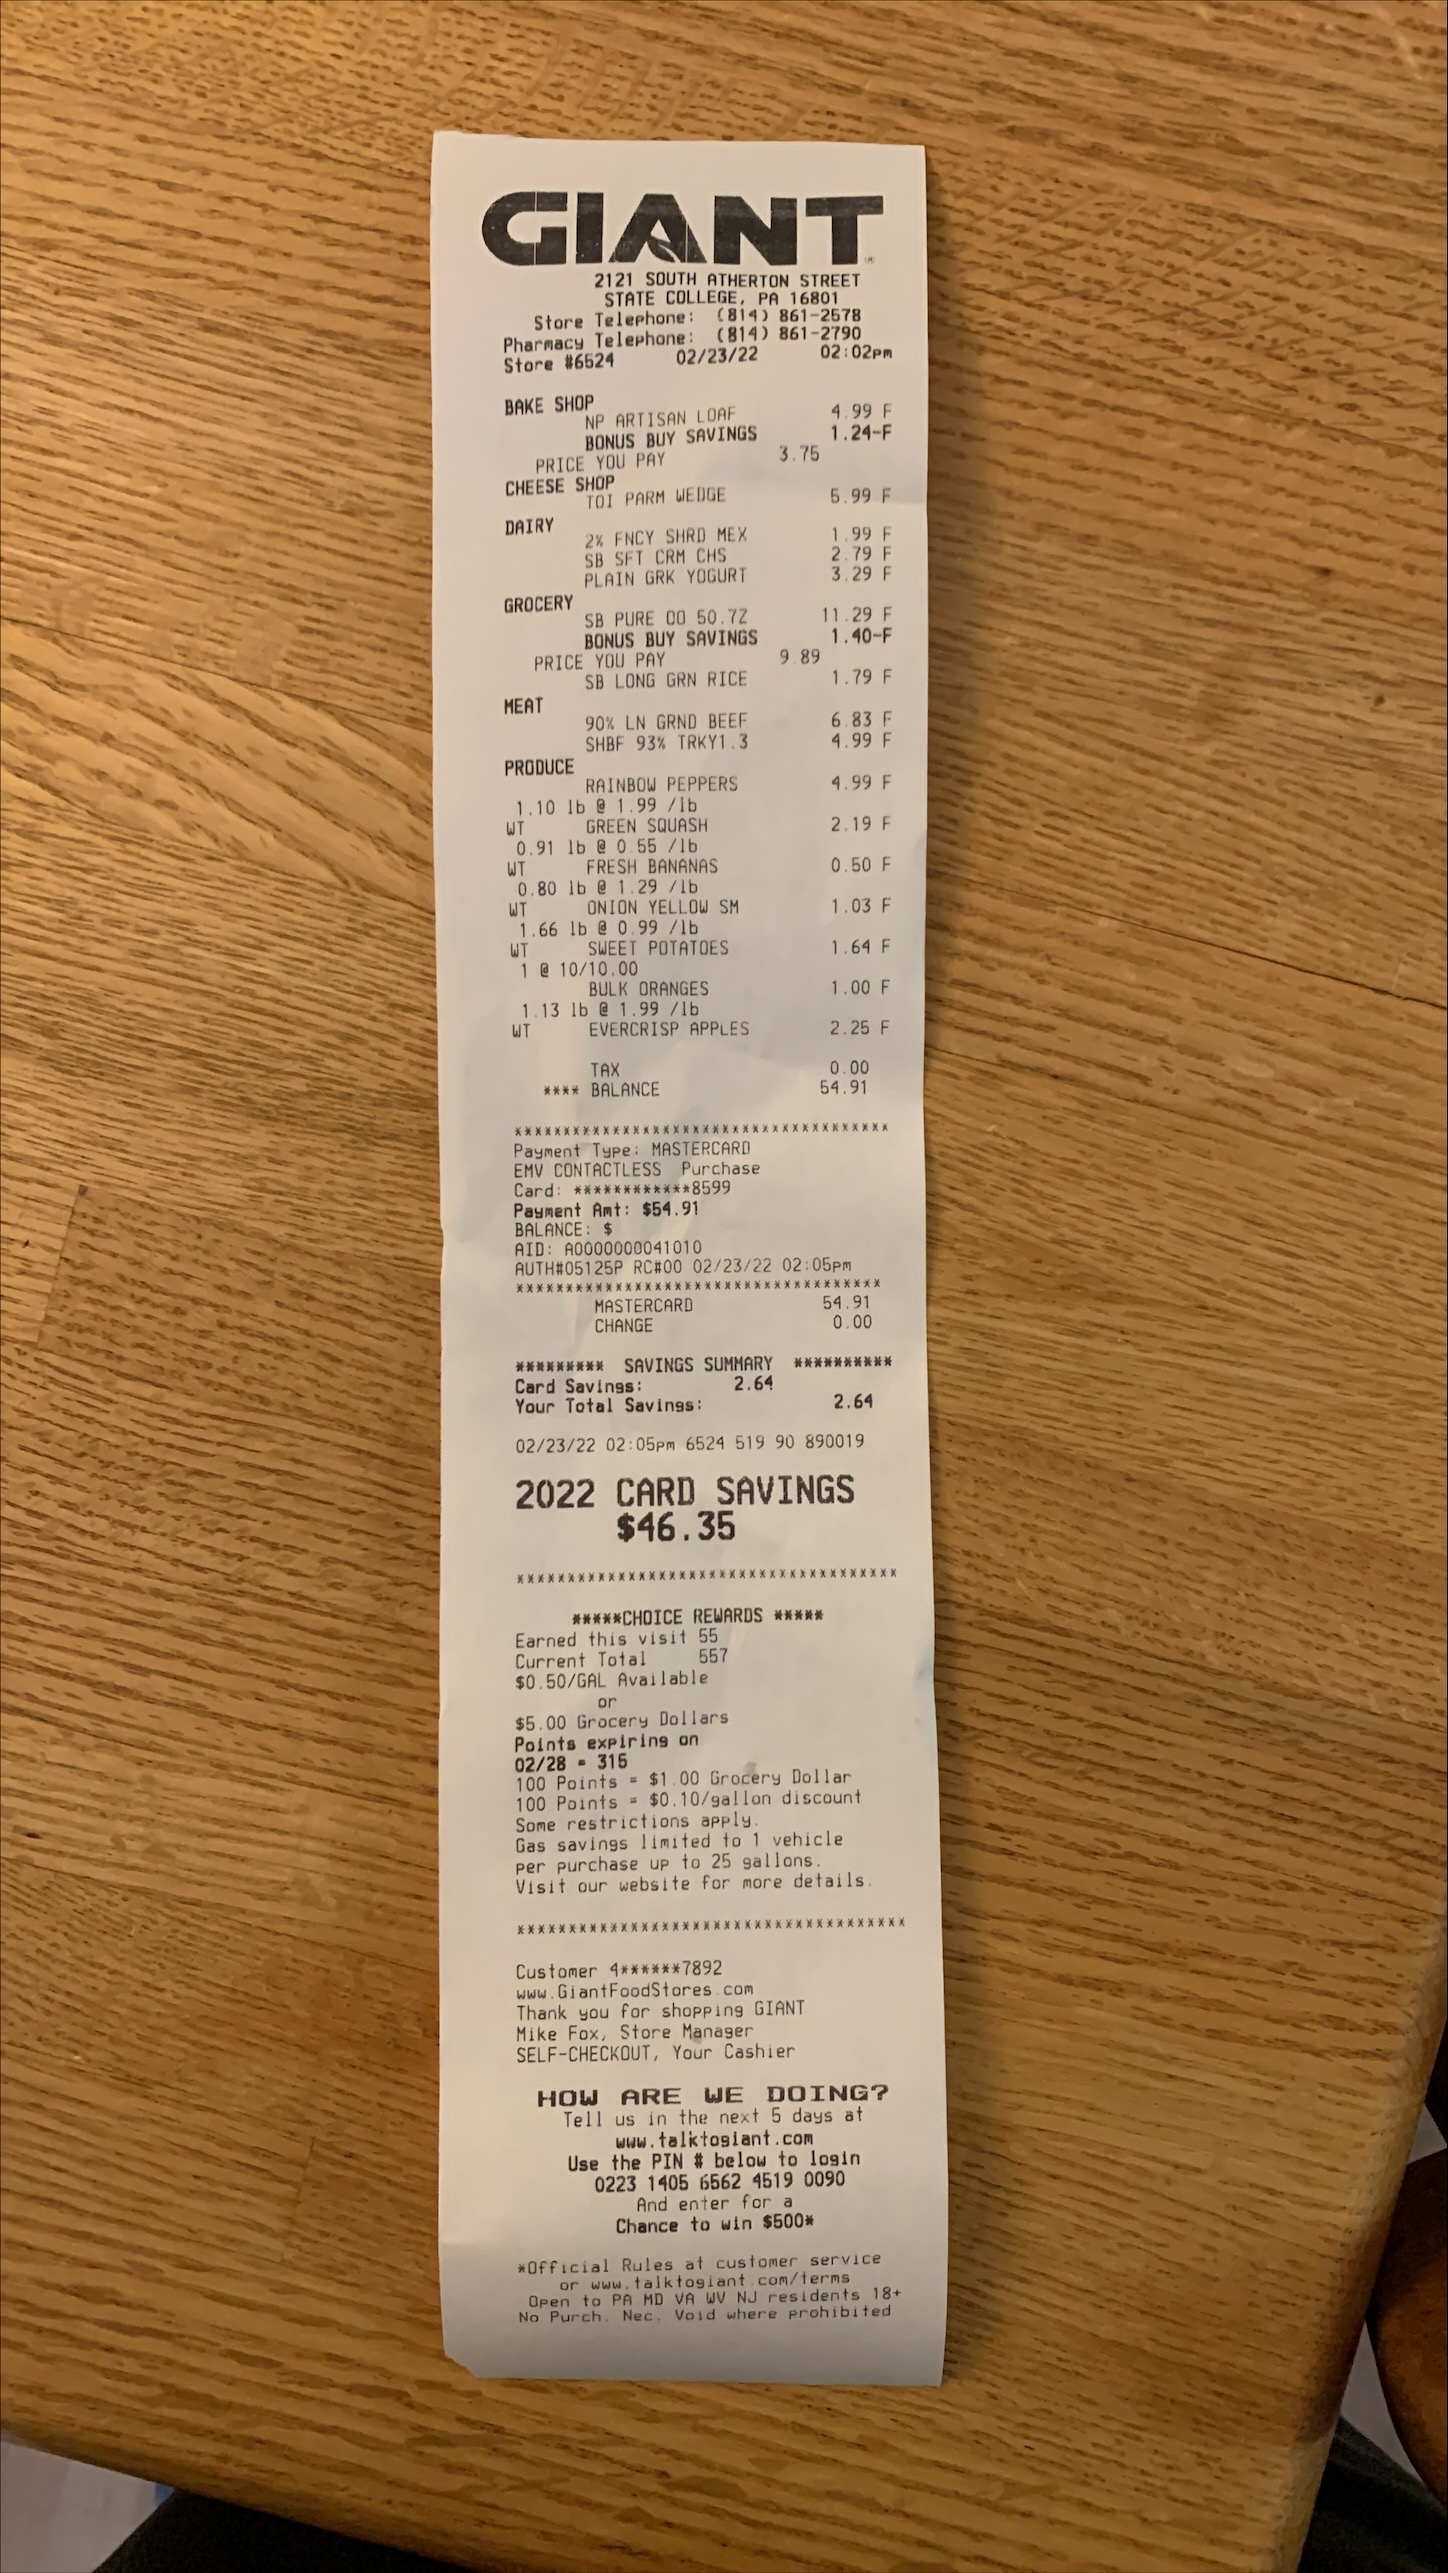 GIANT
2121 SOUTH ATHERTON STREET
STATE COLLEGE, PA 16801
Store Telephone: (814) 861-2578
Pharmacy Telephone: (814) 861-2790
Store #6524 02/23/22 02:02pm
BAKE SHOP
NP ARTISAN LOAF 4.99 F
BONUS BUY SAVINGS 1.24-F
PRICE YOU PAY 3.75
CHEESE SHOP
TOI PARM WEDGE 5.99 F
DAIRY
2% FNCY SHRD MEX 1.99 F
SB SFT CRM CHS 2.79 F
PLAIN GRK YOGURT 3.29 F
GROCERY
SB PURE OO 50.7Z 11.29 F
BONUS BUY SAVINGS 1.40-F
PRICE YOU PAY 9.89
SB LONG GRN RICE 1.79 F
MEAT
90% LN GRND BEEF 6.83 F
SHBF 93% TRKY1.3 4.99 F
PRODUCE
RAINBOW PEPPERS 4.99 F
1.10 lb @ 1.99 /lb
WT GREEN SQUASH 2.19 F
0.91 lb @ 0.55 /lb
WT FRESH BANANAS 0.50 F
0.80 lb @ 1.29 /lb
WT ONION YELLOW SM 1.03 F
1.66 lb @ 0.99 /lb
WT SWEET POTATOES 1.64 F
1 @ 10/10.00
BULK ORANGES 1.00 F
1.13 lb @ 1.99 /lb
WT EVERCRISP APPLES 2.25 F
TAX 0.00
**** BALANCE 54.91
**************************************
Payment Type: MASTERCARD
EMV CONTACTLESS Purchase
Card: ************8599
Payment Amt: $54.91
BALANCE: $
AID: A0000000041010
AUTH#05125P RC#00 02/23/22 02:05pm
*************************************
MASTERCARD 54.91
CHANGE 0.00
********* SAVINGS SUMMARY **********
Card Savings: 2.64
Your Total Savings: 2.64
02/23/22 02:05pm 6524 519 90 890019
2022 CARD SAVINGS
$46.35
**************************************
*****CHOICE REWARDS *****
Earned this visit 55
Current Total 557
$0.50/GAL Available
or
$5.00 Grocery Dollars
Points expiring on
02/28 = 315
100 Points = $1.00 Grocery Dollar
100 Points = $0.10/gallon discount
Some restrictions apply.
Gas savings limited to 1 vehicle
per purchase up to 25 gallons.
Visit our website for more details.
**************************************
Customer 4******7892
www.GiantFoodStores.com
Thank you for shopping GIANT
Mike Fox, Store Manager
SELF-CHECKOUT, Your Cashier
HOW ARE WE DOING?
Tell us in the next 5 days at
www.talktogiant.com
Use the PIN # below to login
0223 1405 6562 4519 0090
And enter for a
Chance to win $500*
*Official Rules at customer service
or www.talktogiant.com/terms
Open to PA MD VA WV NJ residents 18+
No Purch. Nec. Void where prohibited